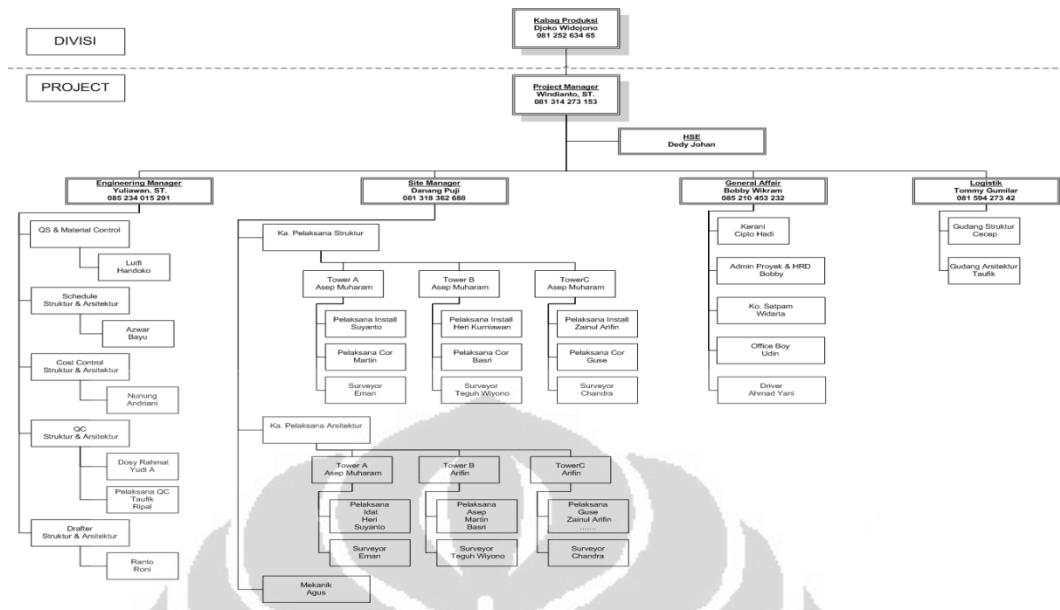 DIVISI
Kabag Produksi
Djoko Widojono
081 252 634 65
PROJECT
Project Manager
Windianto, ST.
081 314 273 153
HSE
Dedy Johan
Engineering Manager
Yuliawan, ST.
085 234 015 291
QS & Material Control
Lutfi
Handoko
Schedule
Struktur & Arsitektur
Azwar
Bayu
Cost Control
Struktur & Arsitektur
Nunung
Andriani
QC
Struktur & Arsitektur
Dosy Rahmat
Yudi A
Pelaksana QC
Taufik
Ripal
Drafter
Struktur & Arsitektur
Rianto
Roni
Site Manager
Danang Puji
081 318 362 688
Ka. Pelaksana Struktur
Tower A
Asep Muharam
Pelaksana Install
Suyanto
Pelaksana Cor
Martin
Surveyor
Eman
Tower B
Asep Muharam
Pelaksana Install
Heri Kurniawan
Pelaksana Cor
Basri
Surveyor
Teguh Wiyono
TowerC
Asep Muharam
Pelaksana Install
Zainul Arifin
Pelaksana Cor
Guse
Surveyor
Chandra
Ka. Pelaksana Arsitektur
Tower A
Asep Muharam
Pelaksana
Idat
Heri
Suyanto
Surveyor
Eman
Tower B
Arifin
Pelaksana
Asep
Martin
Basri
Surveyor
Teguh Wiyono
TowerC
Arifin
Pelaksana
Guse
Zainul Arifin
.......
Surveyor
Chandra
Mekanik
Agus
General Affair
Bobby Wikram
085 210 453 232
Kerani
Cipto Hadi
Admin Proyek & HRD
Bobby
Ko. Satpam
Widarta
Office Boy
Udin
Driver
Ahmad Yani
Logistik
Tommy Gumilar
081 594 273 42
Gudang Struktur
Cecep
Gudang Arsitektur
Taufik